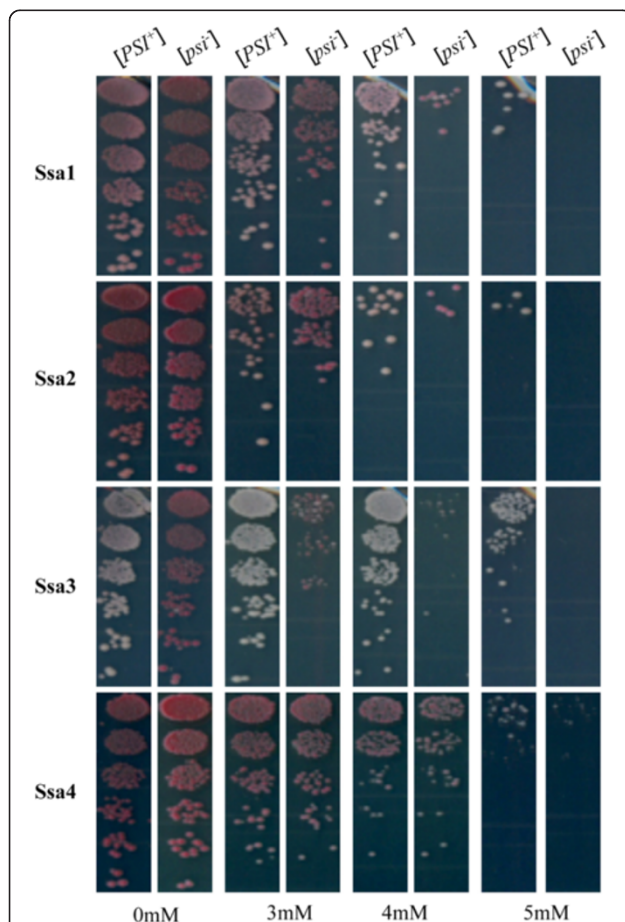 [PSI⁺] [psi⁻] [PSI⁺] [psi⁻] [PSI⁺] [psi⁻] [PSI⁺] [psi⁻]
Ssa1
Ssa2
Ssa3
Ssa4
0mM 3mM 4mM 5mM